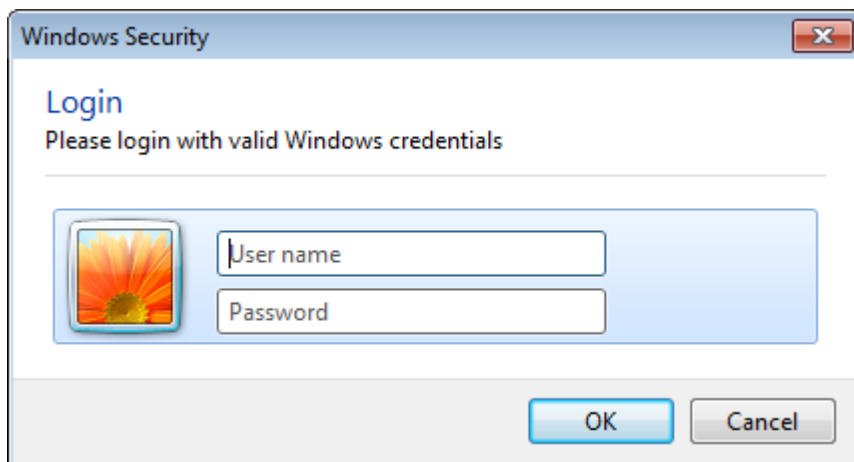 Windows Security
Login
Please login with valid Windows credentials
User name
Password
OK Cancel